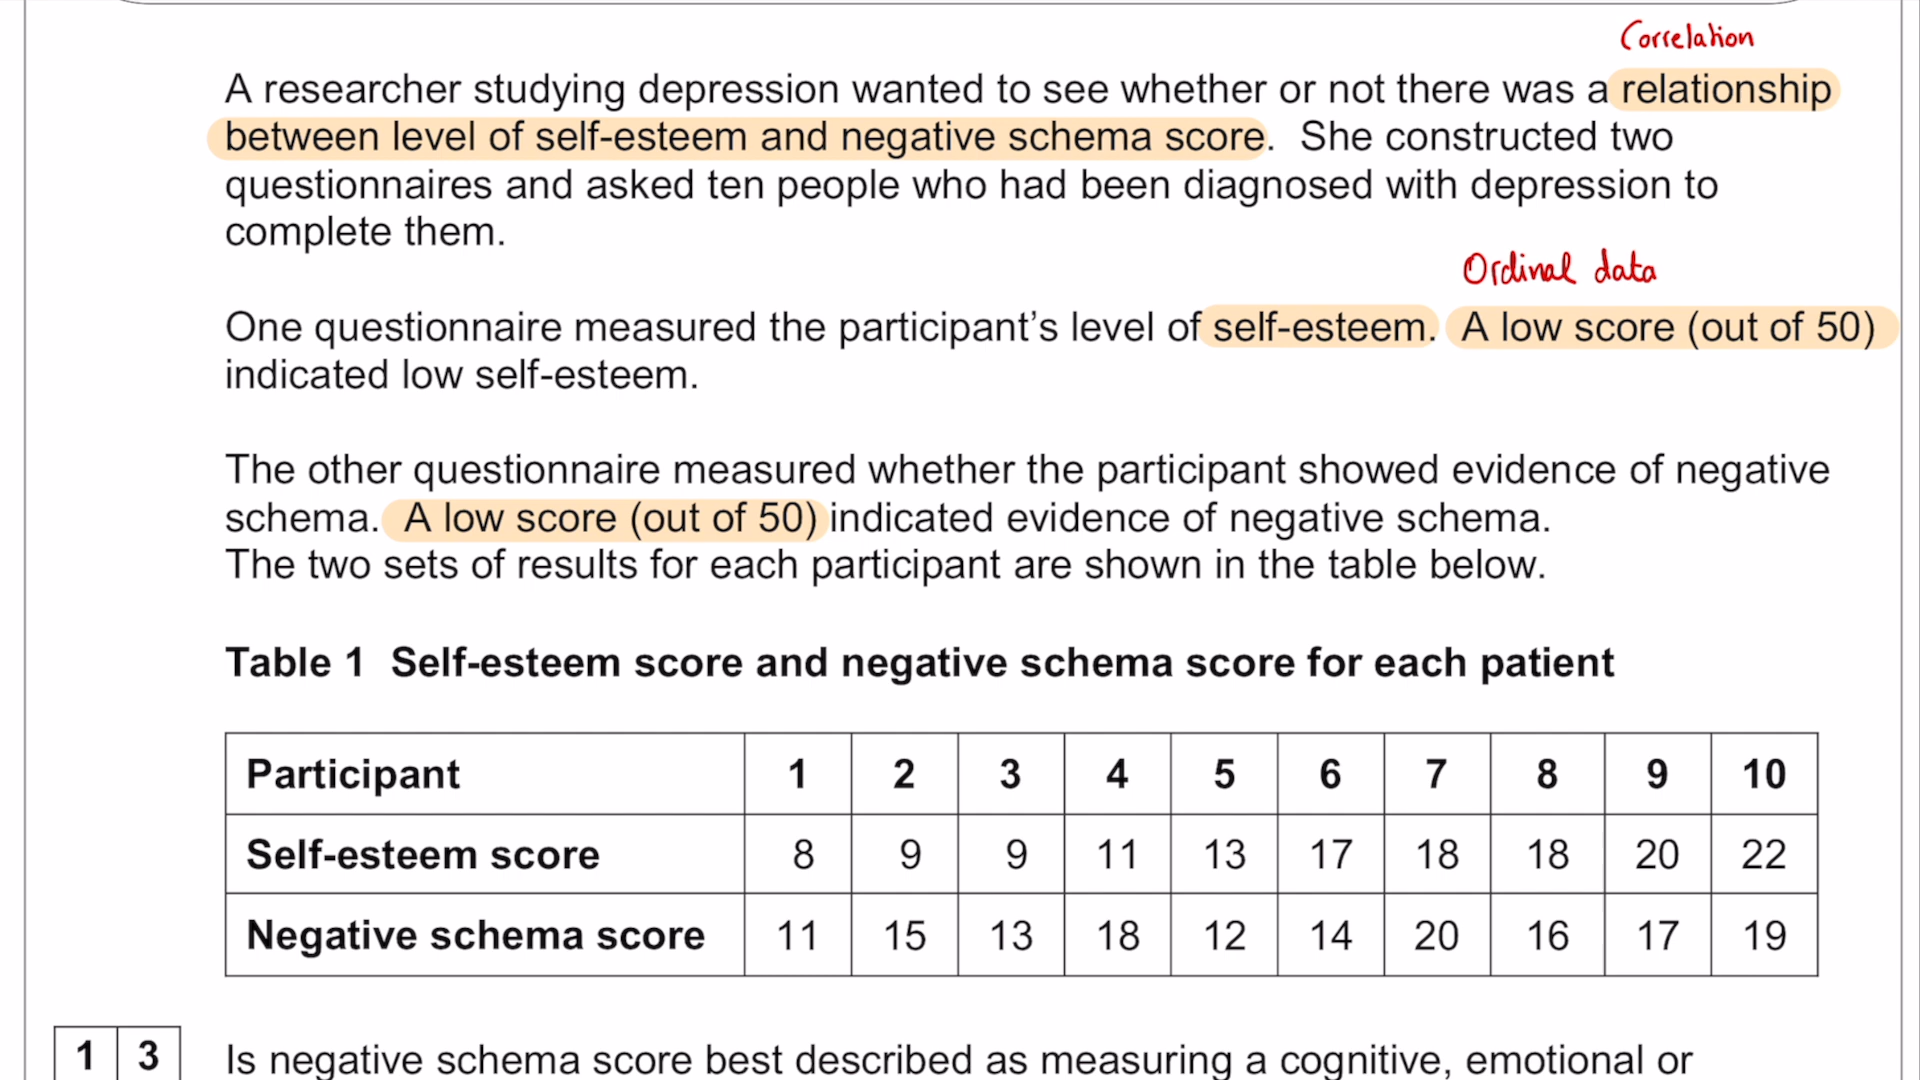 Correlation
A researcher studying depression wanted to see whether or not there was a relationship
between level of self-esteem and negative schema score. She constructed two
questionnaires and asked ten people who had been diagnosed with depression to
complete them.
Ordinal data
One questionnaire measured the participant's level of self-esteem. A low score (out of 50)
indicated low self-esteem.
The other questionnaire measured whether the participant showed evidence of negative
schema. A low score (out of 50) indicated evidence of negative schema.
The two sets of results for each participant are shown in the table below.
Table 1 Self-esteem score and negative schema score for each patient
Participant 1 2 3 4 5 6 7 8 9 10
Self-esteem score 8 9 9 11 13 17 18 18 20 22
Negative schema score 11 15 13 18 12 14 20 16 17 19
1 3 Is negative schema score best described as measuring a cognitive, emotional or